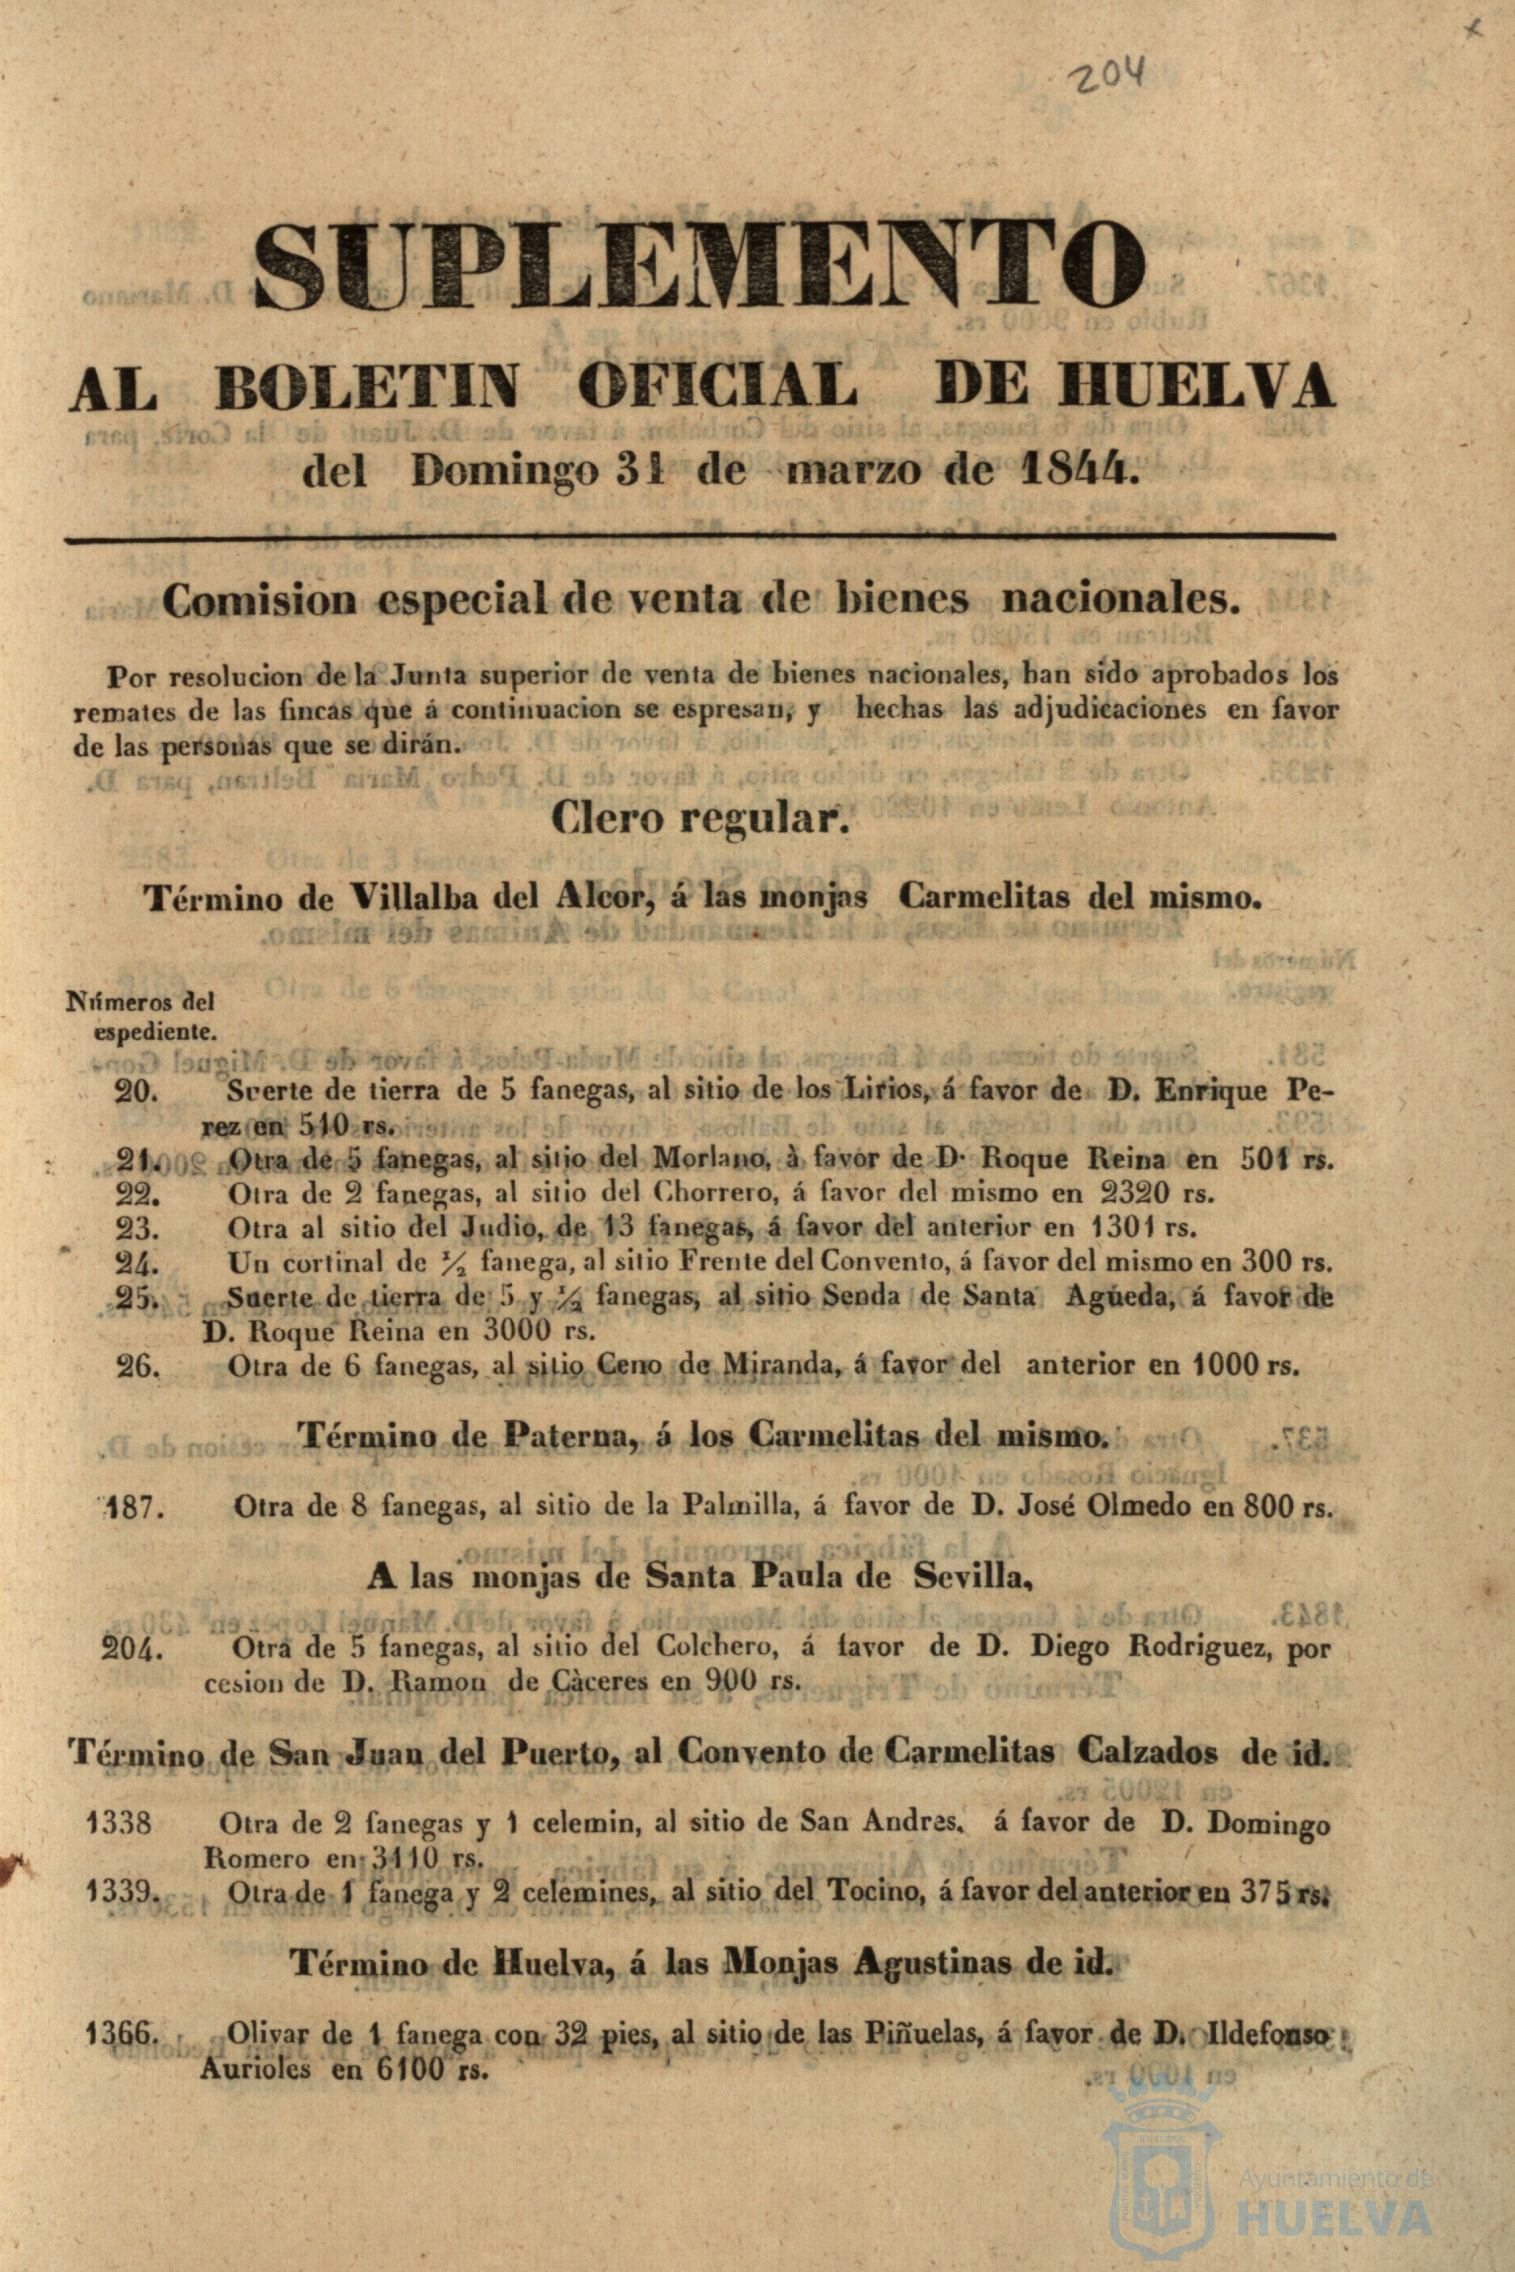 204
SUPLEMENTO
AL BOLETIN OFICIAL DE HUELVA
del Domingo 31 de marzo de 1844.
Comision especial de venta de bienes nacionales.
Por resolucion de la Junta superior de venta de bienes nacionales, han sido aprobados los
remates de las fincas que á continuacion se espresan, y hechas las adjudicaciones en favor
de las personas que se dirán.
Clero regular.
Término de Villalba del Alcor, á las monjas Carmelitas del mismo.
Números del
espediente.
20. Suerte de tierra de 5 fanegas, al sitio de los Lirios, á favor de D. Enrique Pe-
rez en 510 rs.
21. Otra de 5 fanegas, al sitio del Morlano, à favor de D. Roque Reina en 501 rs.
22. Otra de 2 fanegas, al sitio del Chorrero, á favor del mismo en 2320 rs.
23. Otra al sitio del Judio, de 13 fanegas, á favor del anterior en 1301 rs.
24. Un cortinal de ½ fanega, al sitio Frente del Convento, á favor del mismo en 300 rs.
25. Suerte de tierra de 5 y ½ fanegas, al sitio Senda de Santa Agueda, á favor de
D. Roque Reina en 3000 rs.
26. Otra de 6 fanegas, al sitio Ceno de Miranda, á favor del anterior en 1000 rs.
Término de Paterna, á los Carmelitas del mismo.
187. Otra de 8 fanegas, al sitio de la Palmilla, á favor de D. José Olmedo en 800 rs.
A las monjas de Santa Paula de Sevilla,
204. Otra de 5 fanegas, al sitio del Colchero, á favor de D. Diego Rodriguez, por
cesion de D. Ramon de Càceres en 900 rs.
Término de San Juan del Puerto, al Convento de Carmelitas Calzados de id.
1338 Otra de 2 fanegas y 1 celemin, al sitio de San Andres. á favor de D. Domingo
Romero en 3110 rs.
1339. Otra de 1 fanega y 2 celemines, al sitio del Tocino, á favor del anterior en 375 rs.
Término de Huelva, á las Monjas Agustinas de id.
1366. Olivar de 1 fanega con 32 pies, al sitio de las Piñuelas, á favor de D. Ildefonso
Aurioles en 6100 rs.
Ayuntamiento de
HUELVA